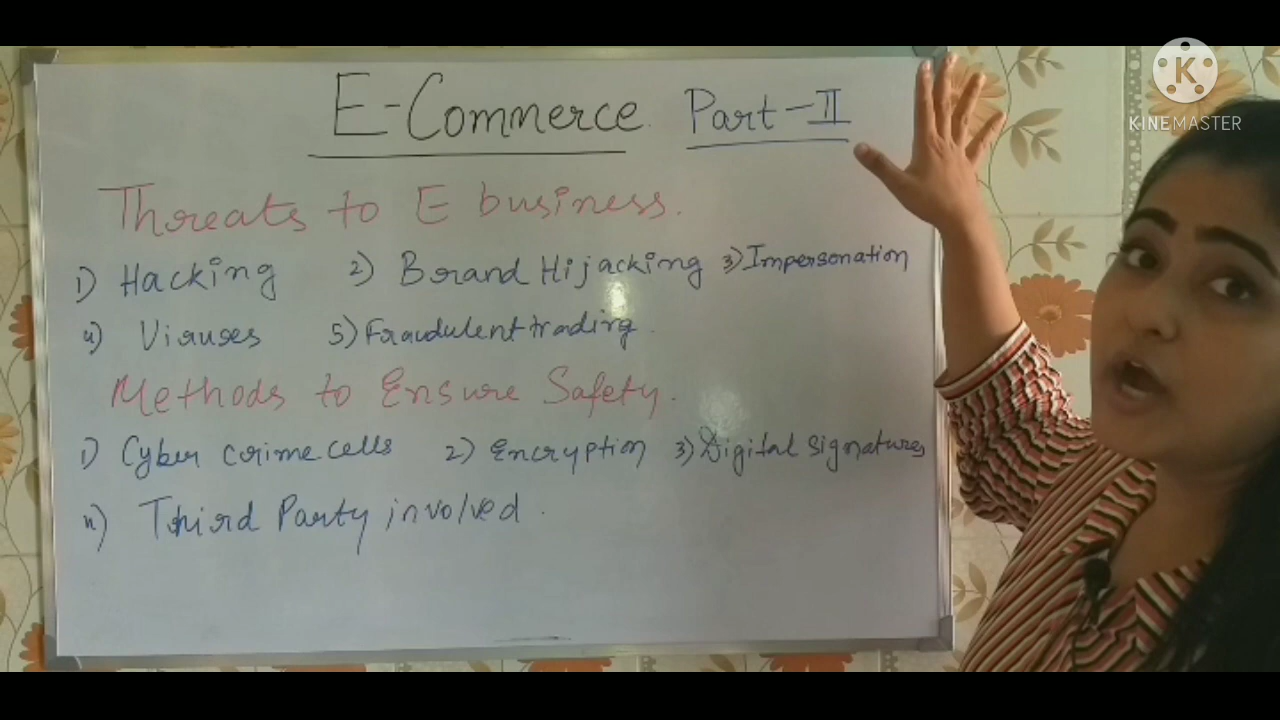 E-Commerce Part-II
Threats to E business.
1) Hacking 2) Brand Hijacking 3) Impersonation
4) Viruses 5) Fraudulent trading.
Methods to Ensure Safety.
1) Cyber crime cells 2) Encryption 3) Digital signatures
4) Third Party involved.
K
KINEMASTER